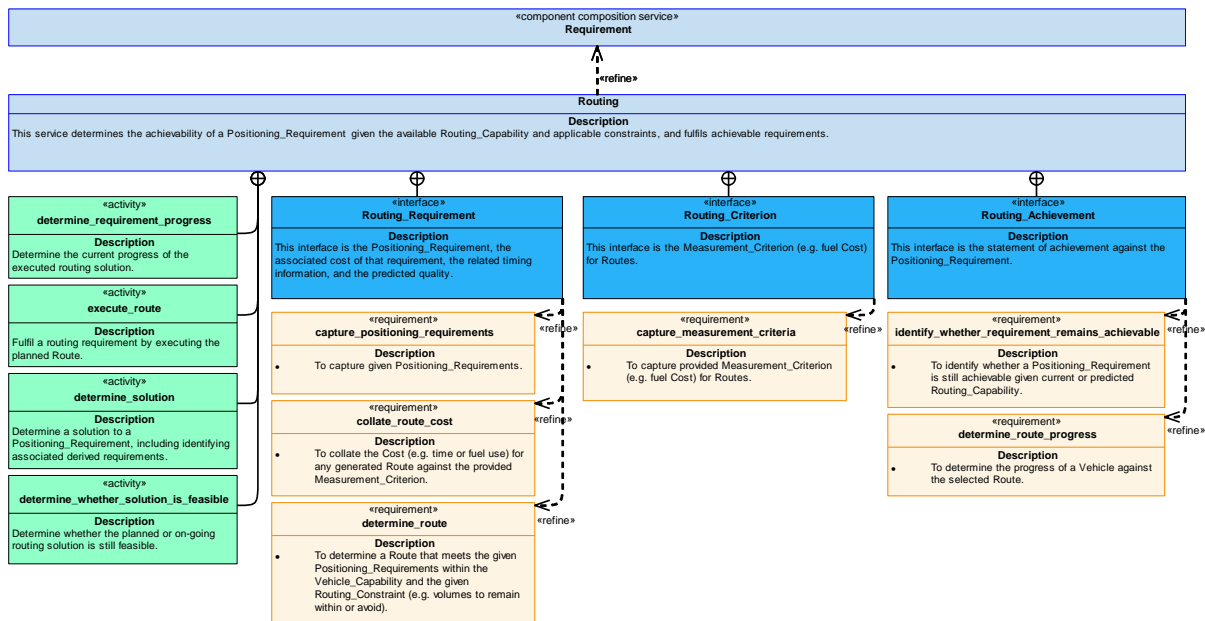 «component composition service»
Requirement
«refine»
Routing
Description
This service determines the achievability of a Positioning_Requirement given the available Routing_Capability and applicable constraints, and fulfils achievable requirements.
«activity»
determine_requirement_progress
Description
Determine the current progress of the
executed routing solution.
«activity»
execute_route
Description
Fulfil a routing requirement by executing the
planned Route.
«activity»
determine_solution
Description
Determine a solution to a
Positioning_Requirement, including identifying
associated derived requirements.
«activity»
determine_whether_solution_is_feasible
Description
Determine whether the planned or on-going
routing solution is still feasible.
«interface»
Routing_Requirement
Description
This interface is the Positioning_Requirement, the
associated cost of that requirement, the related timing
information, and the predicted quality.
«requirement»
capture_positioning_requirements
Description
• To capture given Positioning_Requirements.
«refine»
«requirement»
collate_route_cost
Description
• To collate the Cost (e.g. time or fuel use) for
any generated Route against the provided
Measurement_Criterion.
«refine»
«requirement»
determine_route
Description
• To determine a Route that meets the given
Positioning_Requirements within the
Vehicle_Capability and the given
Routing_Constraint (e.g. volumes to remain
within or avoid).
«refine»
«interface»
Routing_Criterion
Description
This interface is the Measurement_Criterion (e.g. fuel Cost)
for Routes.
«requirement»
capture_measurement_criteria
Description
• To capture provided Measurement_Criterion
(e.g. fuel Cost) for Routes.
«refine»
«interface»
Routing_Achievement
Description
This interface is the statement of achievement against the
Positioning_Requirement.
«requirement»
identify_whether_requirement_remains_achievable
Description
• To identify whether a Positioning_Requirement
is still achievable given current or predicted
Routing_Capability.
«refine»
«requirement»
determine_route_progress
Description
• To determine the progress of a Vehicle against
the selected Route.
«refine»